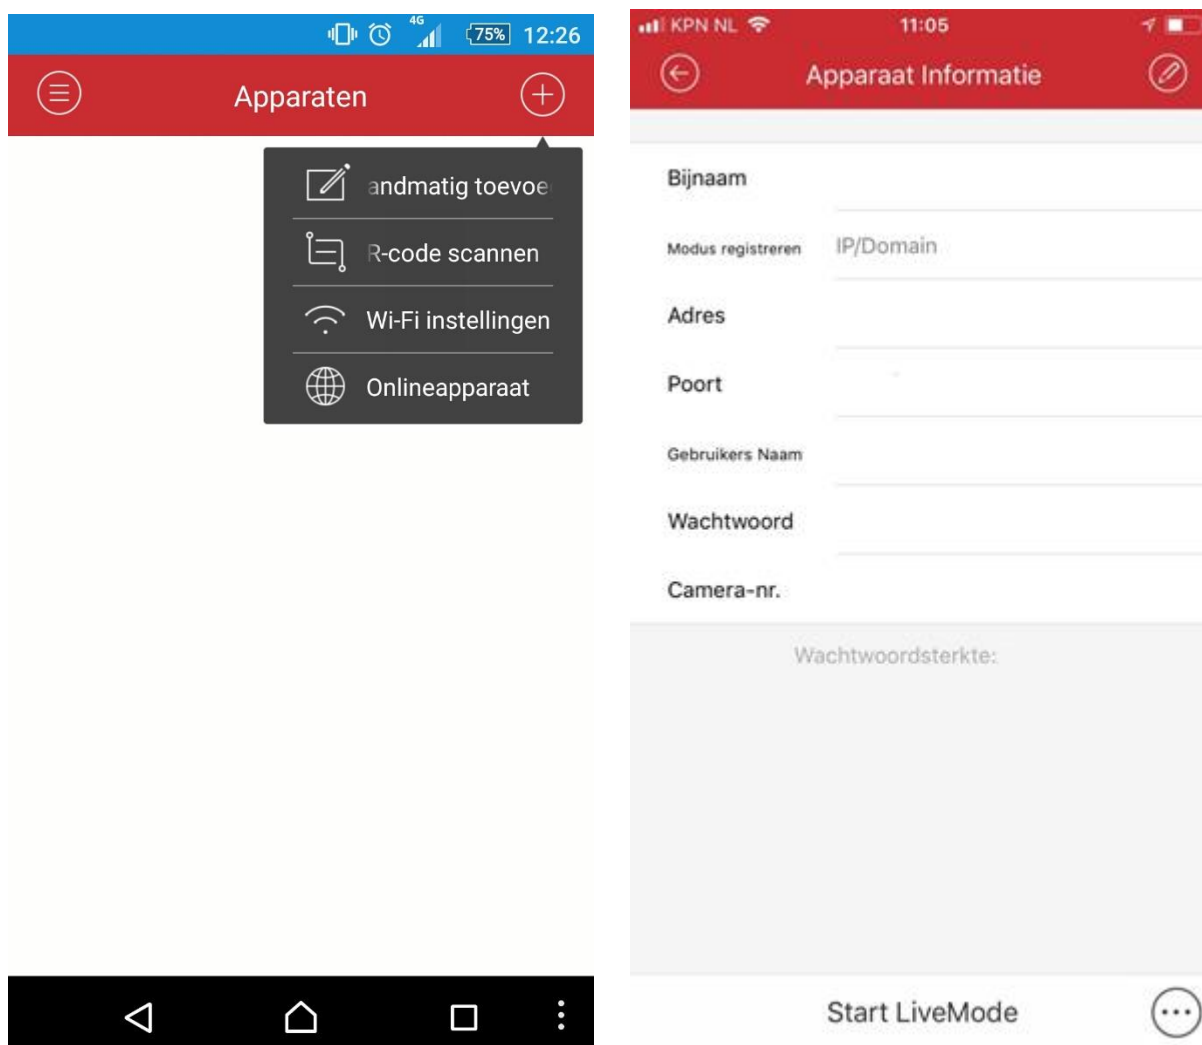 4G
75% 12:26
Apparaten
andmatig toevoe
R-code scannen
Wi-Fi instellingen
Onlineapparaat
KPN NL 11:05
Apparaat Informatie
Bijnaam
Modus registreren IP/Domain
Adres
Poort
Gebruikers Naam
Wachtwoord
Camera-nr.
Wachtwoordsterkte:
Start LiveMode